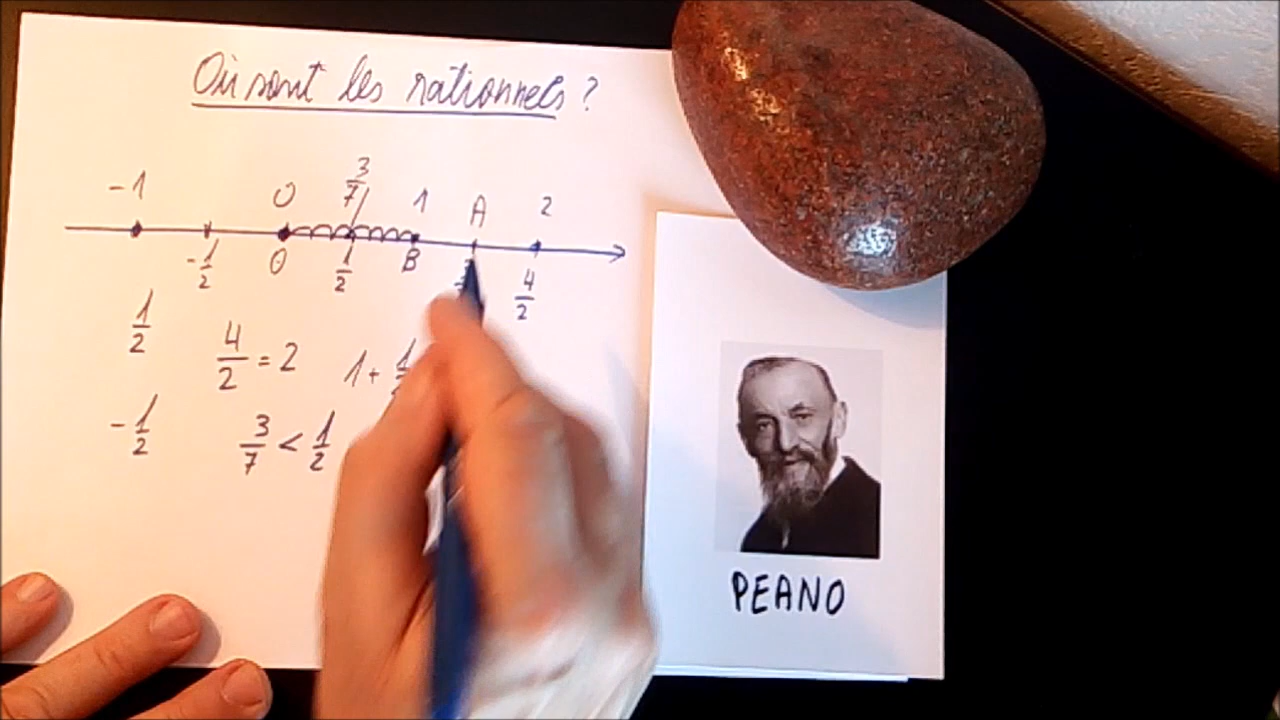 Où sont les rationnels ?
-1 0 3/7 1 A 2
-1/2 O 1/2 B 4/2
1/2 4/2 = 2 1 + 1
-1/2 3/7 < 1/2
PEANO